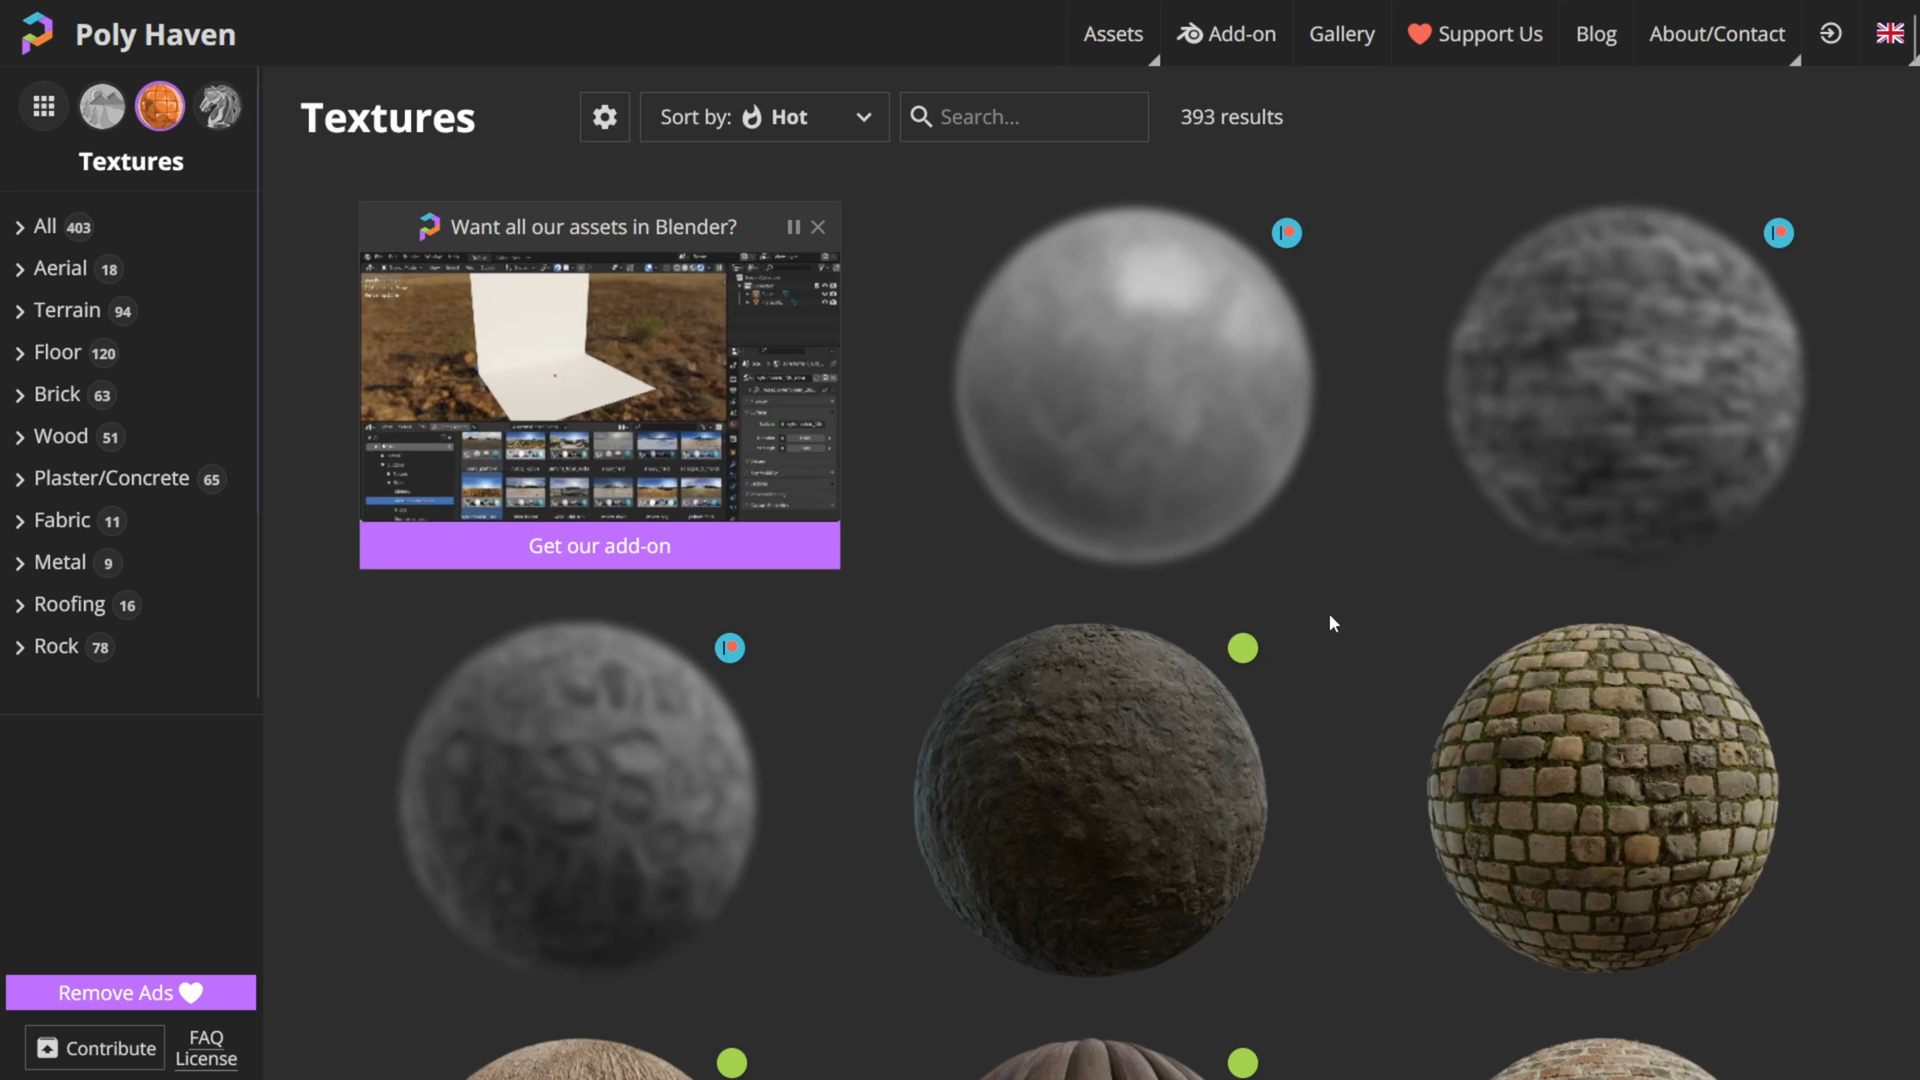 Poly Haven
Assets
Add-on
Gallery
Support Us
Blog
About/Contact
Textures
Textures
Sort by: Hot
Search...
393 results
All 403
Aerial 18
Terrain 94
Floor 120
Brick 63
Wood 51
Plaster/Concrete 65
Fabric 11
Metal 9
Roofing 16
Rock 78
Want all our assets in Blender?
Get our add-on
Remove Ads
Contribute
FAQ
License